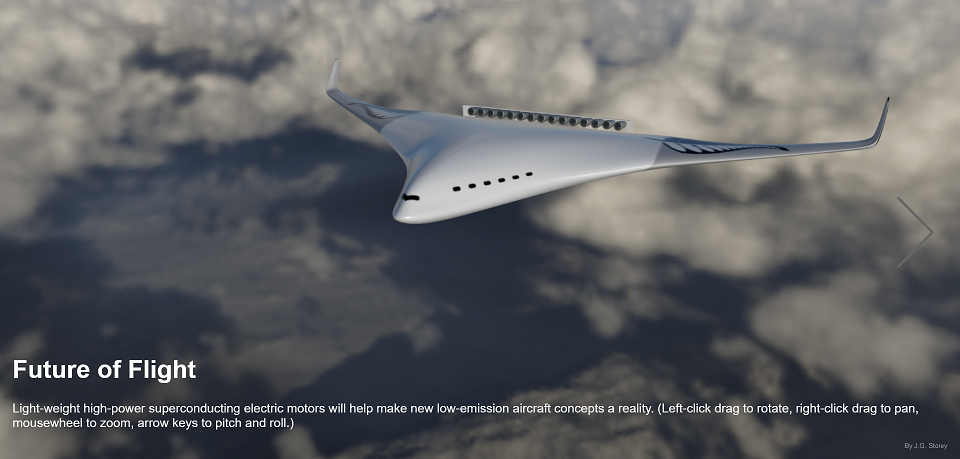 Future of Flight
Light-weight high-power superconducting electric motors will help make new low-emission aircraft concepts a reality. (Left-click drag to rotate, right-click drag to pan,
mousewheel to zoom, arrow keys to pitch and roll.)
By J.G. Storey